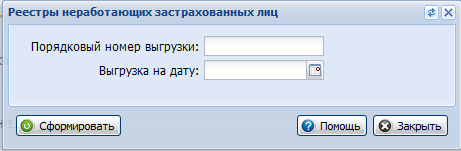 Реестры неработающих застрахованных лиц
Порядковый номер выгрузки:
Выгрузка на дату:
Сформировать Помощь Закрыть